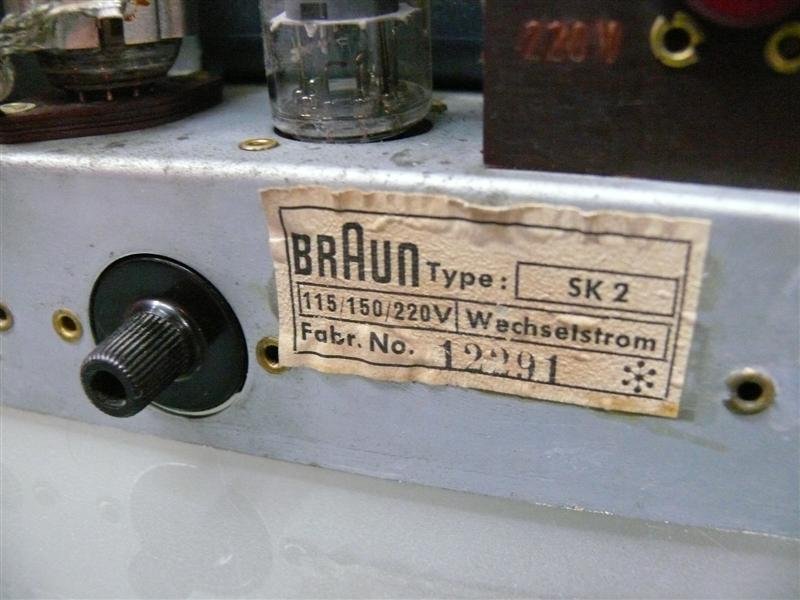 220 V
BRAUN Type: SK 2
115/150/220V Wechselstrom
Fabr. No. 12291